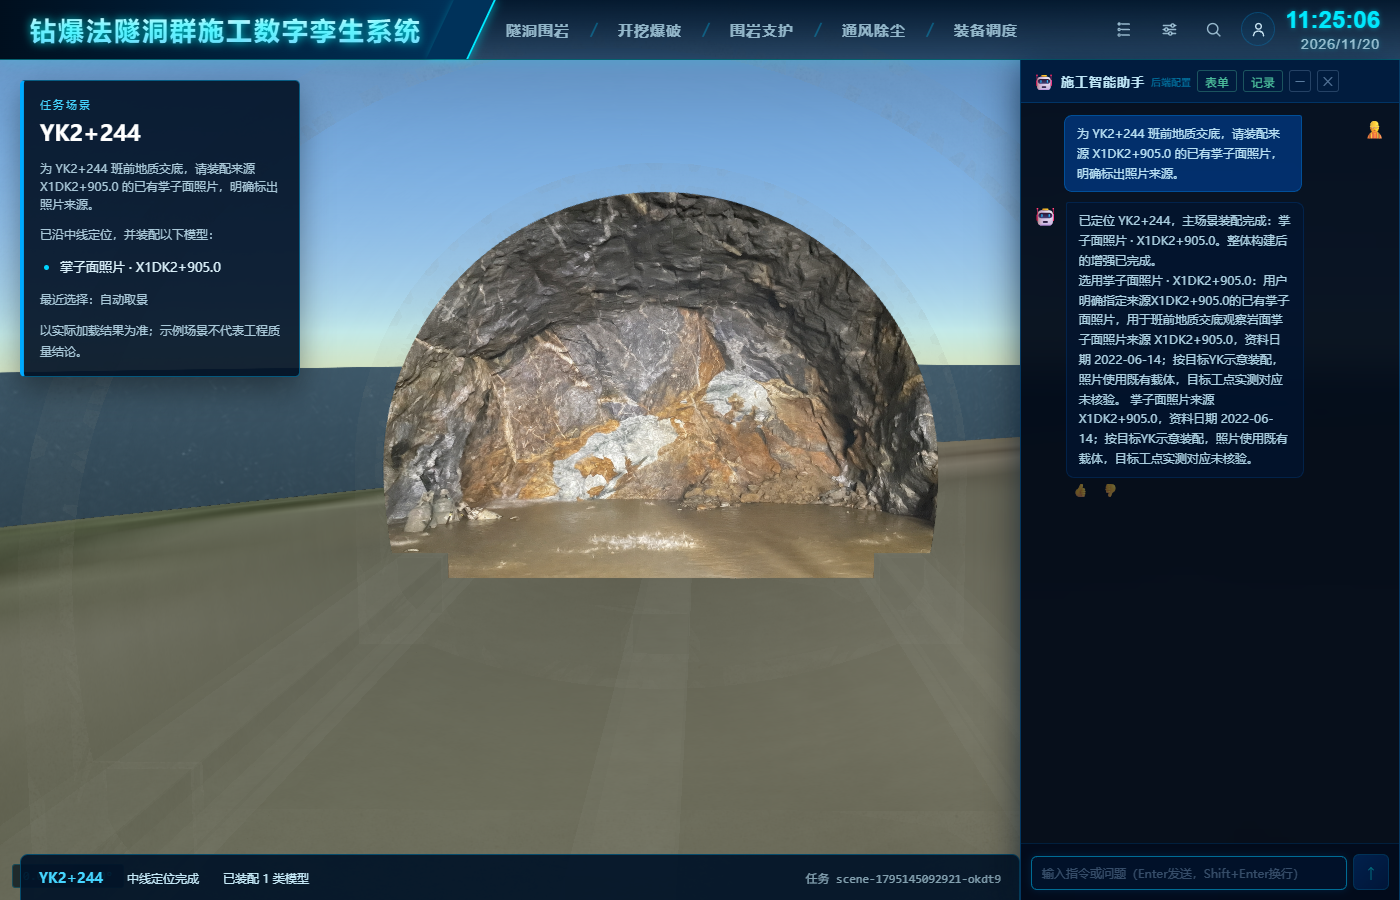 钻爆法隧洞群施工数字孪生系统
隧洞围岩 / 开挖爆破 / 围岩支护 / 通风除尘 / 装备调度
11:25:06
2026/11/20
任务场景
YK2+244
为 YK2+244 班前地质交底，请装配来源
X1DK2+905.0 的已有掌子面照片，明确标出
照片来源。
已沿中线定位，并装配以下模型：
掌子面照片 · X1DK2+905.0
最近选择：自动取景
以实际加载结果为准；示例场景不代表工程质
量结论。
施工智能助手 后端配置 表单 记录
为 YK2+244 班前地质交底，请装配来
源 X1DK2+905.0 的已有掌子面照片，
明确标出照片来源。
已定位 YK2+244，主场景装配完成：掌
子面照片 · X1DK2+905.0。整体构建后
的增强已完成。
选用掌子面照片 · X1DK2+905.0：用户
明确指定来源X1DK2+905.0的已有掌子
面照片，用于班前地质交底观察岩面掌
子面照片来源 X1DK2+905.0，资料日
期 2022-06-14；按目标YK示意装配，
照片使用既有载体，目标工点实测对应
未核验。 掌子面照片来源
X1DK2+905.0，资料日期 2022-06-
14；按目标YK示意装配，照片使用既有
载体，目标工点实测对应未核验。
YK2+244 中线定位完成 已装配 1 类模型
任务 scene-1795145092921-okdt9
输入指令或问题（Enter发送，Shift+Enter换行）